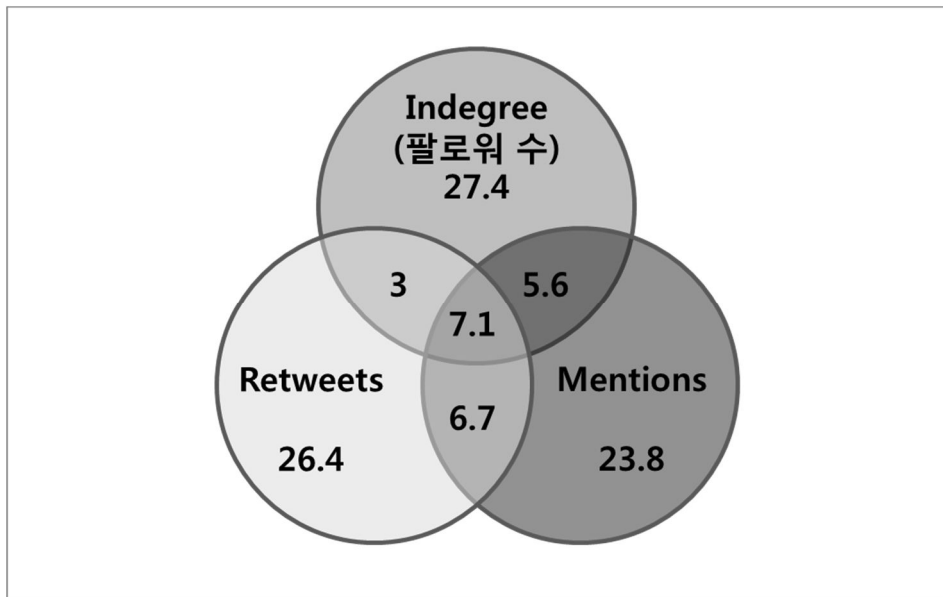 Indegree
(팔로워 수)
27.4
3
5.6
7.1
Retweets
Mentions
6.7
26.4
23.8